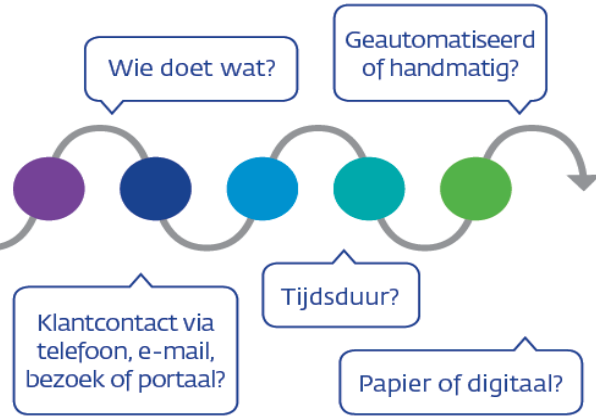 Wie doet wat?
Geautomatiseerd
of handmatig?
Klantcontact via
telefoon, e-mail,
bezoek of portaal?
Tijdsduur?
Papier of digitaal?